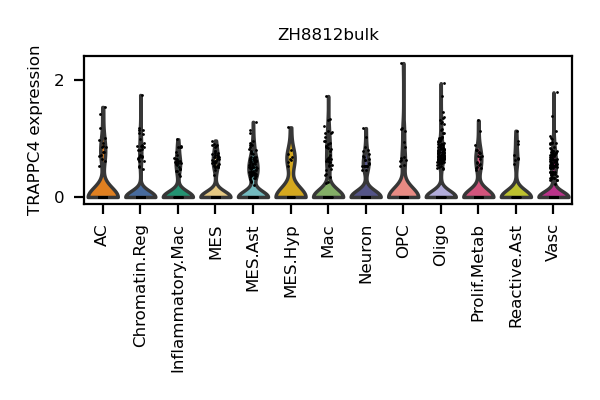 ZH8812bulk
TRAPPC4 expression
2
0
AC
Chromatin.Reg
Inflammatory.Mac
MES
MES.Ast
MES.Hyp
Mac
Neuron
OPC
Oligo
Prolif.Metab
Reactive.Ast
Vasc